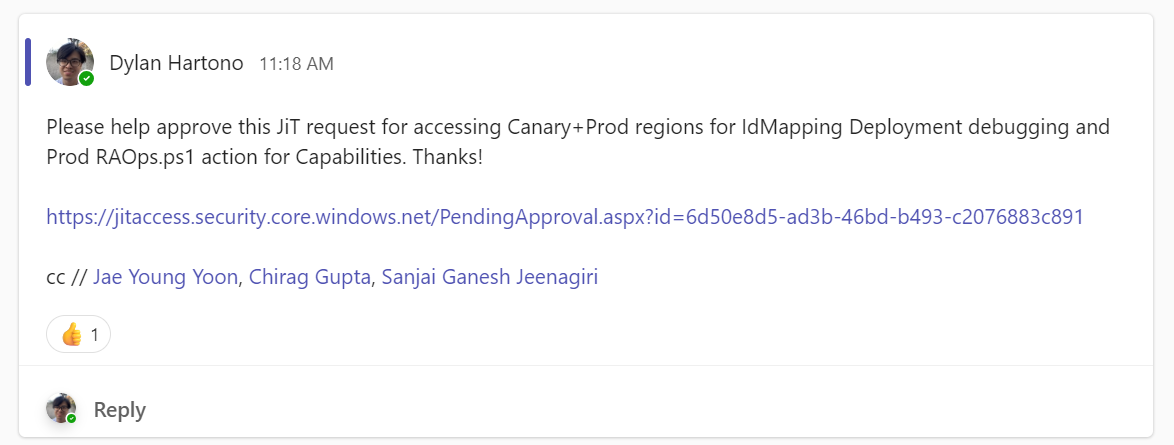 Dylan Hartono 11:18 AM
Please help approve this JiT request for accessing Canary+Prod regions for IdMapping Deployment debugging and
Prod RAOps.ps1 action for Capabilities. Thanks!
https://jitaccess.security.core.windows.net/PendingApproval.aspx?id=6d50e8d5-ad3b-46bd-b493-c2076883c891
cc // Jae Young Yoon, Chirag Gupta, Sanjai Ganesh Jeenagiri
👍 1
Reply